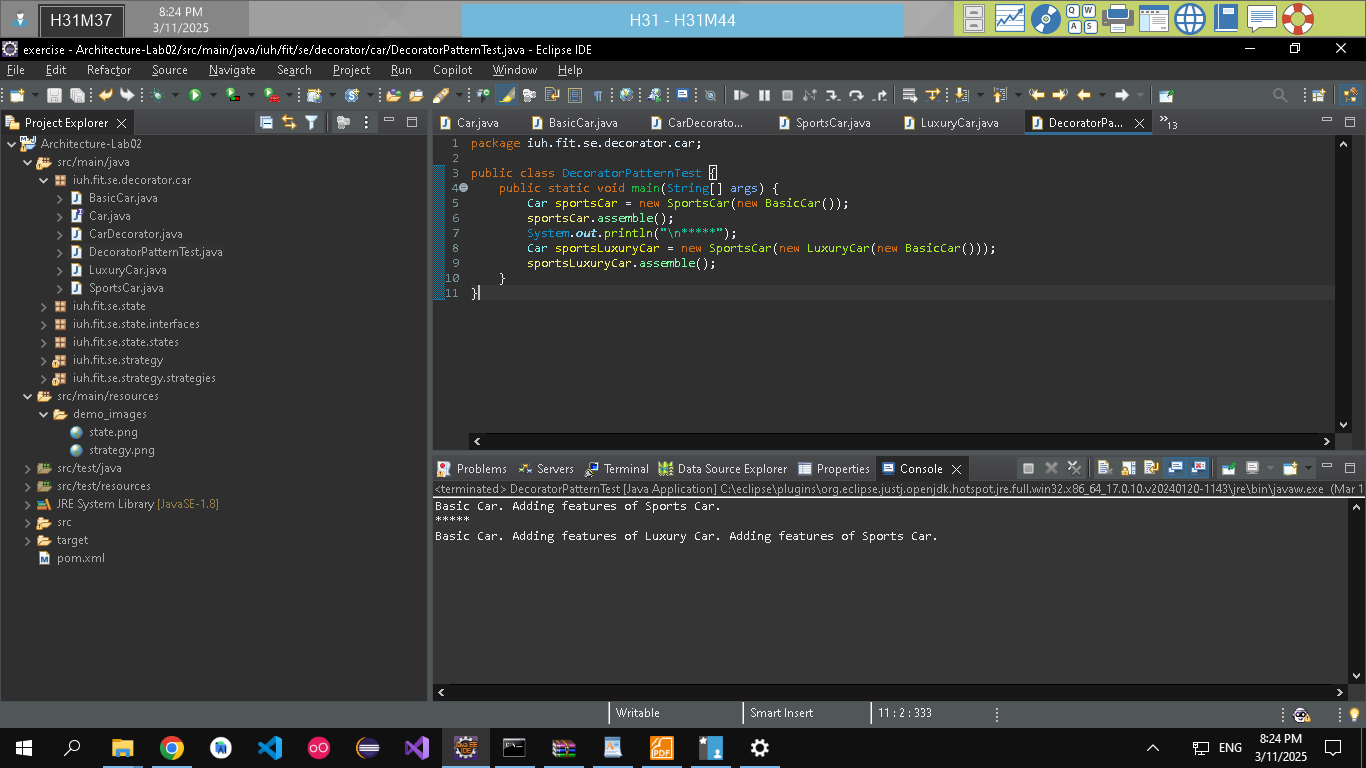 H31M37
8:24 PM
3/11/2025
H31 - H31M44
exercise - Architecture-Lab02/src/main/java/iuh/fit/se/decorator/car/DecoratorPatternTest.java - Eclipse IDE
File Edit Refactor Source Navigate Search Project Run Copilot Window Help
Project Explorer
Architecture-Lab02
src/main/java
iuh.fit.se.decorator.car
BasicCar.java
Car.java
CarDecorator.java
DecoratorPatternTest.java
LuxuryCar.java
SportsCar.java
iuh.fit.se.state
iuh.fit.se.state.interfaces
iuh.fit.se.state.states
iuh.fit.se.strategy
iuh.fit.se.strategy.strategies
src/main/resources
demo_images
state.png
strategy.png
src/test/java
src/test/resources
JRE System Library [JavaSE-1.8]
src
target
pom.xml
Car.java BasicCar.java CarDecorato... SportsCar.java LuxuryCar.java DecoratorPa... »13
1 package iuh.fit.se.decorator.car;
2
3 public class DecoratorPatternTest {
4 public static void main(String[] args) {
5 Car sportsCar = new SportsCar(new BasicCar());
6 sportsCar.assemble();
7 System.out.println("\n*****");
8 Car sportsLuxuryCar = new SportsCar(new LuxuryCar(new BasicCar()));
9 sportsLuxuryCar.assemble();
10 }
11 }
Problems Servers Terminal Data Source Explorer Properties Console
<terminated> DecoratorPatternTest [Java Application] C:\eclipse\plugins\org.eclipse.justj.openjdk.hotspot.jre.full.win32.x86_64_17.0.10.v20240120-1143\jre\bin\javaw.exe (Mar 1
Basic Car. Adding features of Sports Car.
*****
Basic Car. Adding features of Luxury Car. Adding features of Sports Car.
Writable Smart Insert 11 : 2 : 333
ENG
8:24 PM
3/11/2025